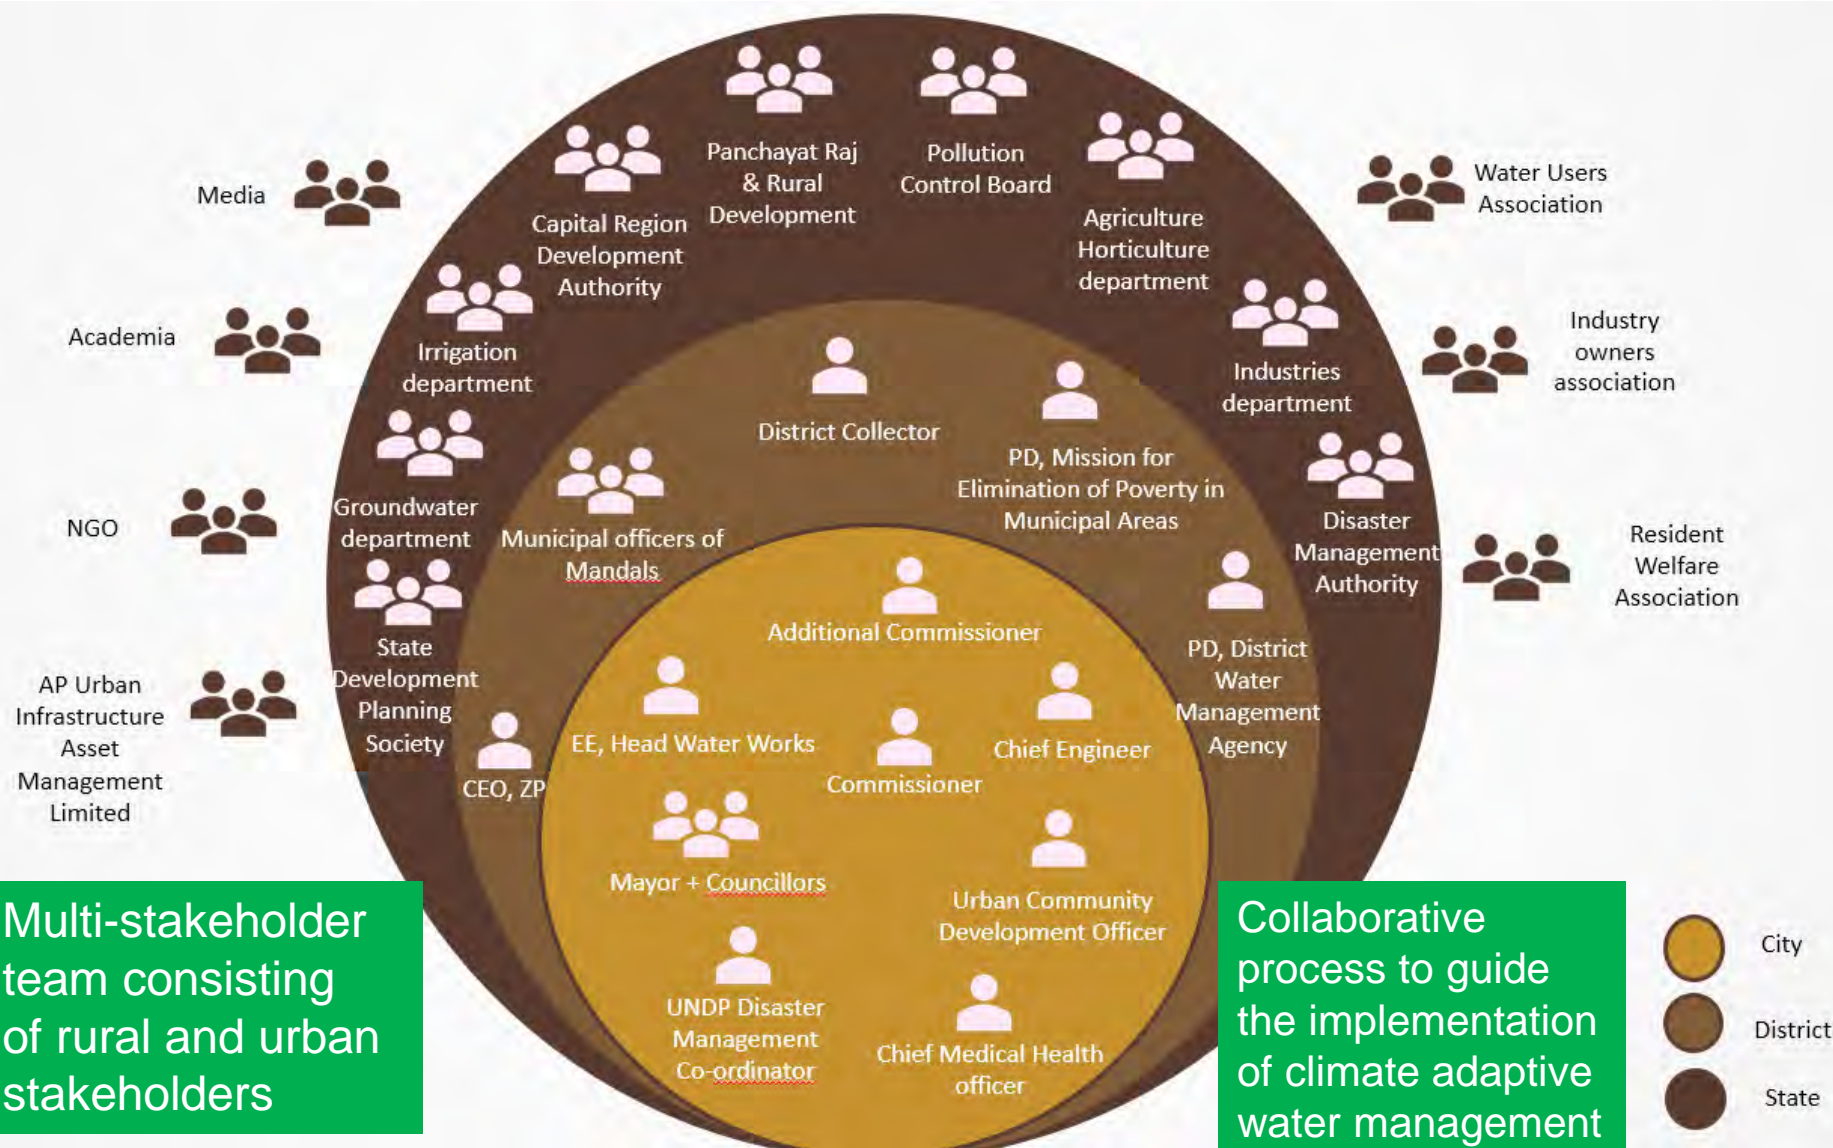 Media
Academia
NGO
AP Urban
Infrastructure
Asset
Management
Limited
Panchayat Raj
& Rural
Development
Pollution
Control Board
Capital Region
Development
Authority
Agriculture
Horticulture
department
Irrigation
department
Industries
department
Groundwater
department
Disaster
Management
Authority
State
Development
Planning
Society
Water Users
Association
Industry
owners
association
Resident
Welfare
Association
District Collector
PD, Mission for
Elimination of Poverty in
Municipal Areas
Municipal officers of
Mandals
PD, District
Water
Management
Agency
CEO, ZP
Additional Commissioner
EE, Head Water Works
Commissioner
Chief Engineer
Mayor + Councillors
Urban Community
Development Officer
UNDP Disaster
Management
Co-ordinator
Chief Medical Health
officer
Multi-stakeholder
team consisting
of rural and urban
stakeholders
Collaborative
process to guide
the implementation
of climate adaptive
water management
City
District
State